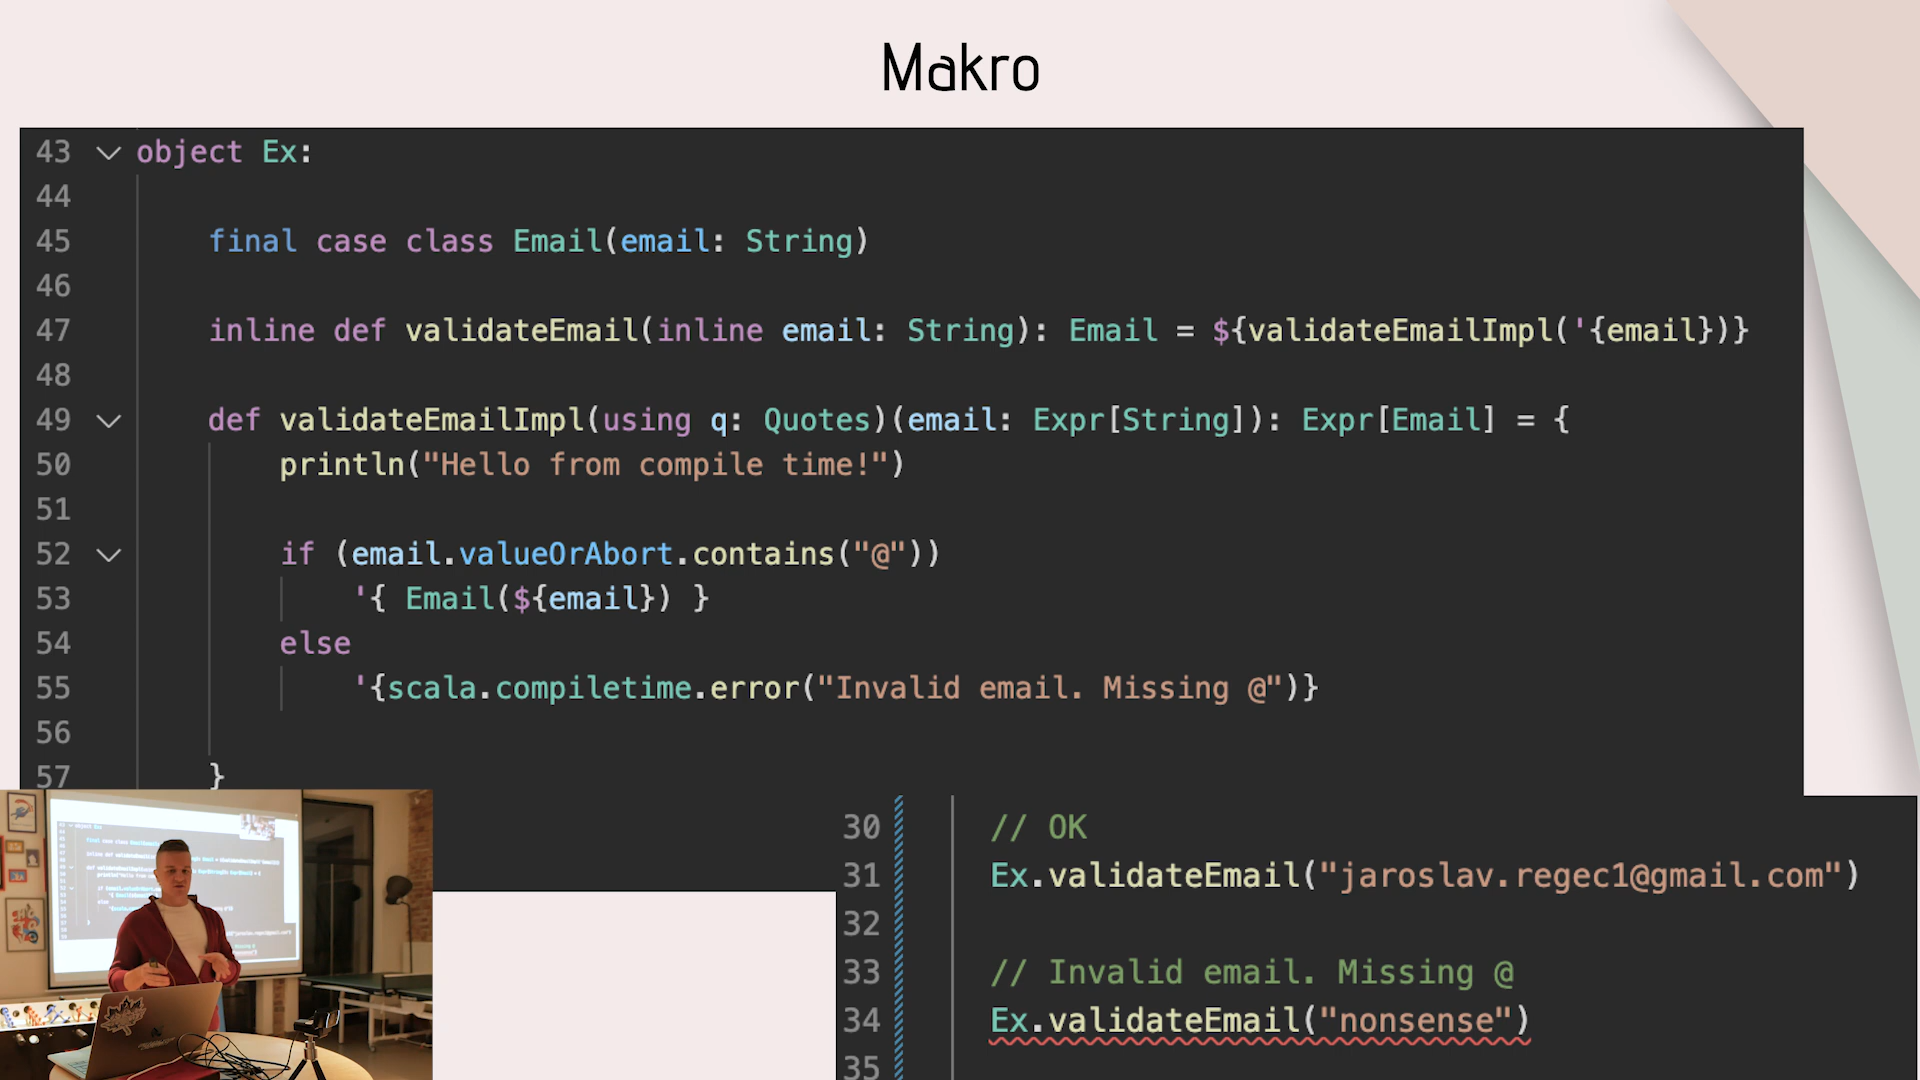 Makro
43 object Ex:
44
45 final case class Email(email: String)
46
47 inline def validateEmail(inline email: String): Email = ${validateEmailImpl('{email})}
48
49 def validateEmailImpl(using q: Quotes)(email: Expr[String]): Expr[Email] = {
50 println("Hello from compile time!")
51
52 if (email.valueOrAbort.contains("@"))
53 '{ Email(${email}) }
54 else
55 '{scala.compiletime.error("Invalid email. Missing @")}
56
57 }
30 // OK
31 Ex.validateEmail("jaroslav.regec1@gmail.com")
32
33 // Invalid email. Missing @
34 Ex.validateEmail("nonsense")
35